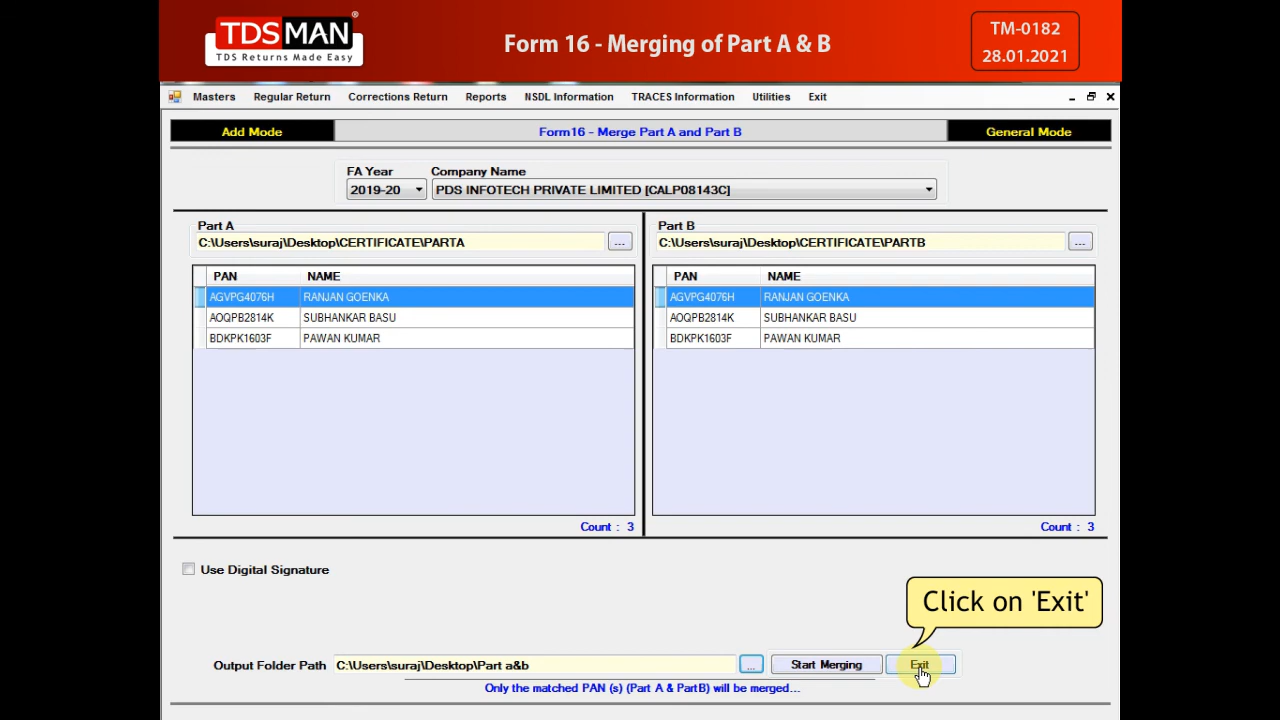 TDSMAN ®
TDS Returns Made Easy
Form 16 - Merging of Part A & B
TM-0182
28.01.2021
Masters Regular Return Corrections Return Reports NSDL Information TRACES Information Utilities Exit
Add Mode Form16 - Merge Part A and Part B General Mode
FA Year Company Name
2019-20 PDS INFOTECH PRIVATE LIMITED [CALP08143C]
Part A
C:\Users\suraj\Desktop\CERTIFICATE\PARTA ...
PAN NAME
AGVPG4076H RANJAN GOENKA
AOQPB2814K SUBHANKAR BASU
BDKPK1603F PAWAN KUMAR
Count : 3
Part B
C:\Users\suraj\Desktop\CERTIFICATE\PARTB ...
PAN NAME
AGVPG4076H RANJAN GOENKA
AOQPB2814K SUBHANKAR BASU
BDKPK1603F PAWAN KUMAR
Count : 3
Use Digital Signature
Click on 'Exit'
Output Folder Path C:\Users\suraj\Desktop\Part a&b ... Start Merging Exit
Only the matched PAN (s) (Part A & PartB) will be merged...